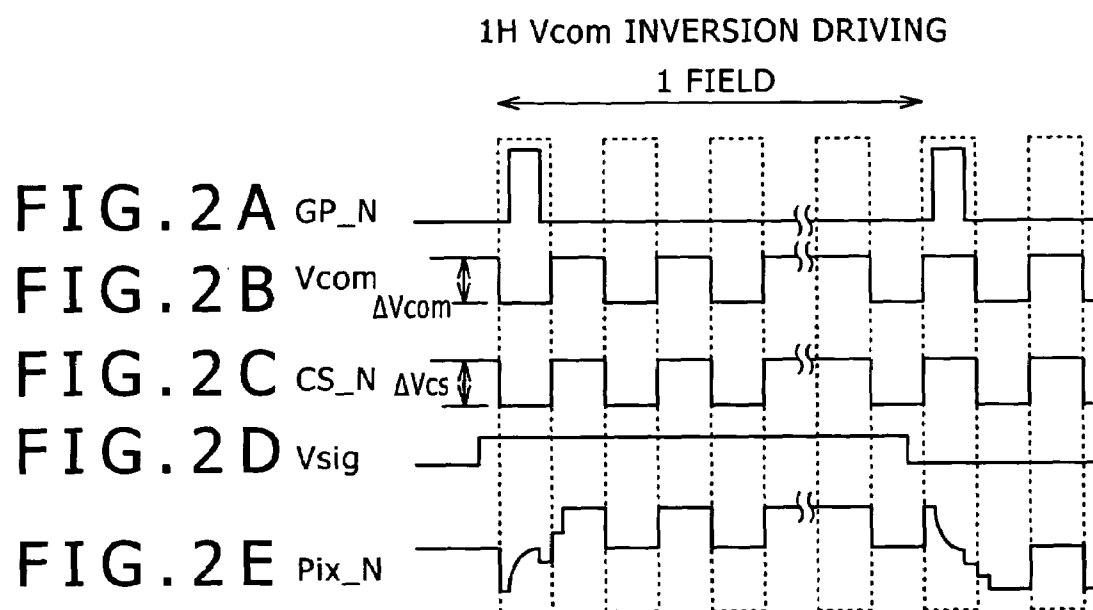 1H Vcom INVERSION DRIVING
1 FIELD
FIG.2A GP_N
FIG.2B Vcom ΔVcom
FIG.2C CS_N ΔVcs
FIG.2D Vsig
FIG.2E Pix_N